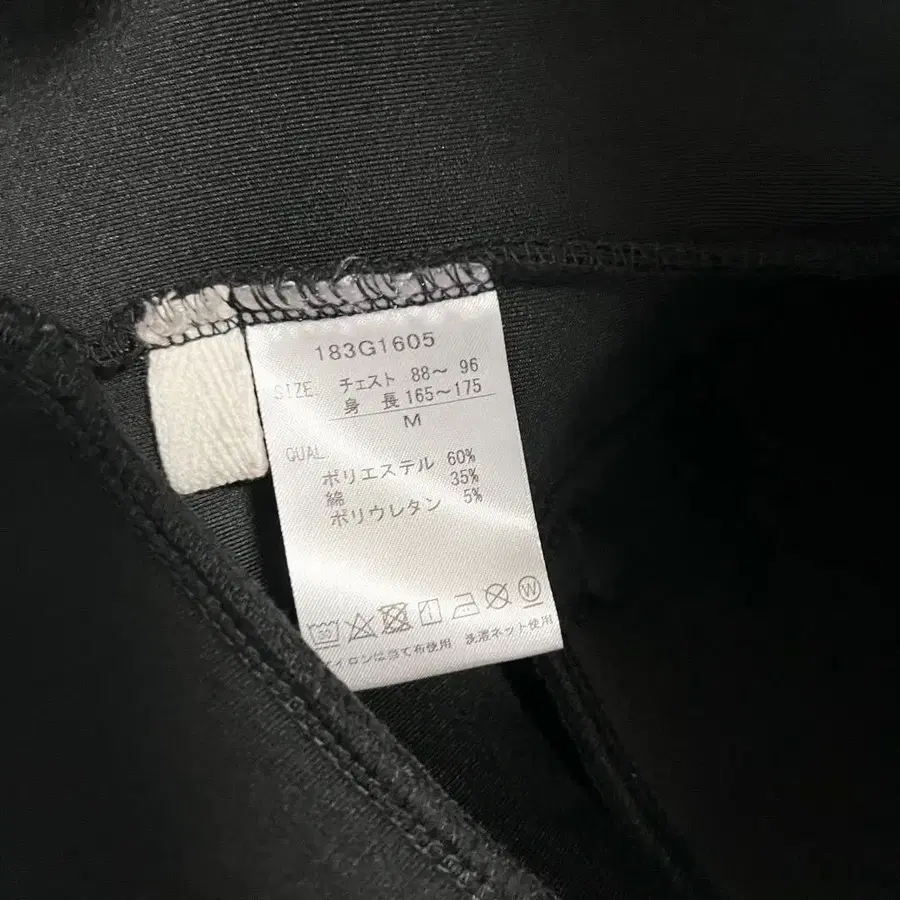 183G1605
SIZE. チェスト 88～ 96
身 長 165～175
M
QUAL.
ポリエステル 60%
綿 35%
ポリウレタン 5%
30 W
イロンは当て布使用 洗濯ネット使用